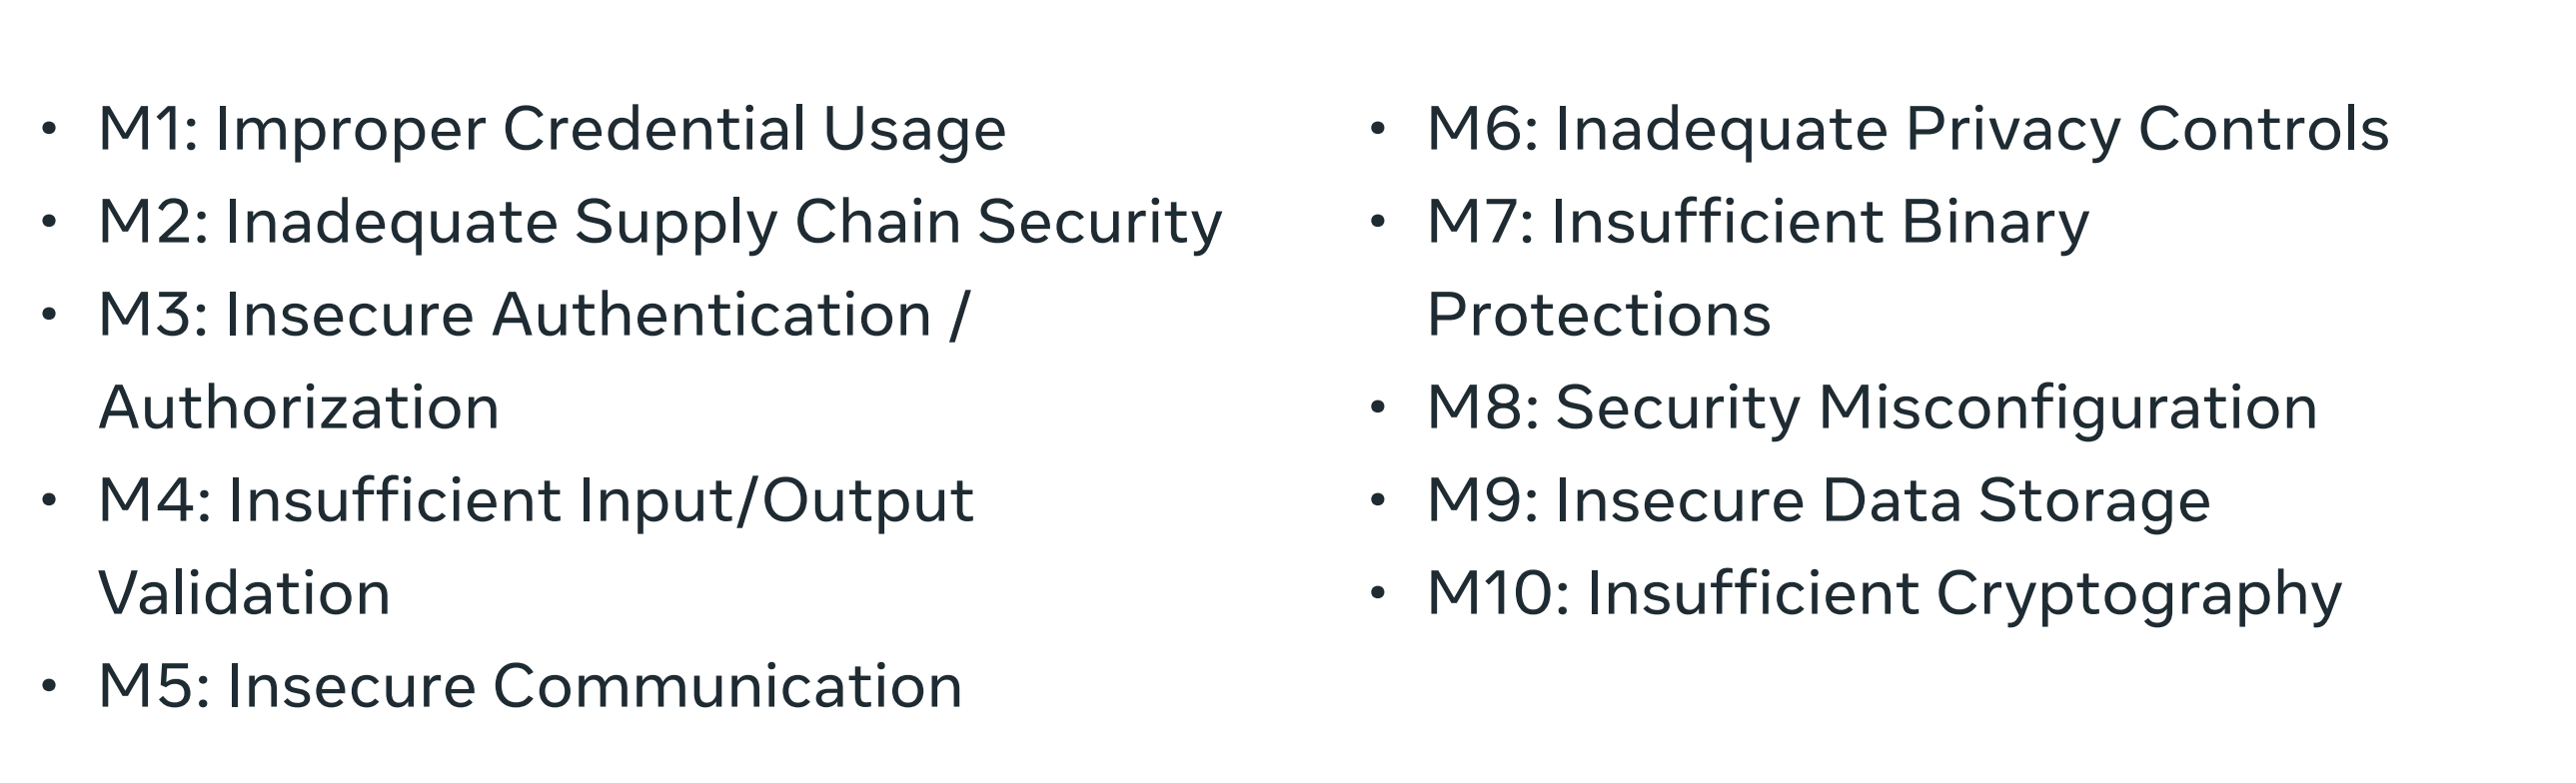 • M1: Improper Credential Usage
• M2: Inadequate Supply Chain Security
• M3: Insecure Authentication /
Authorization
• M4: Insufficient Input/Output
Validation
• M5: Insecure Communication
• M6: Inadequate Privacy Controls
• M7: Insufficient Binary
Protections
• M8: Security Misconfiguration
• M9: Insecure Data Storage
• M10: Insufficient Cryptography